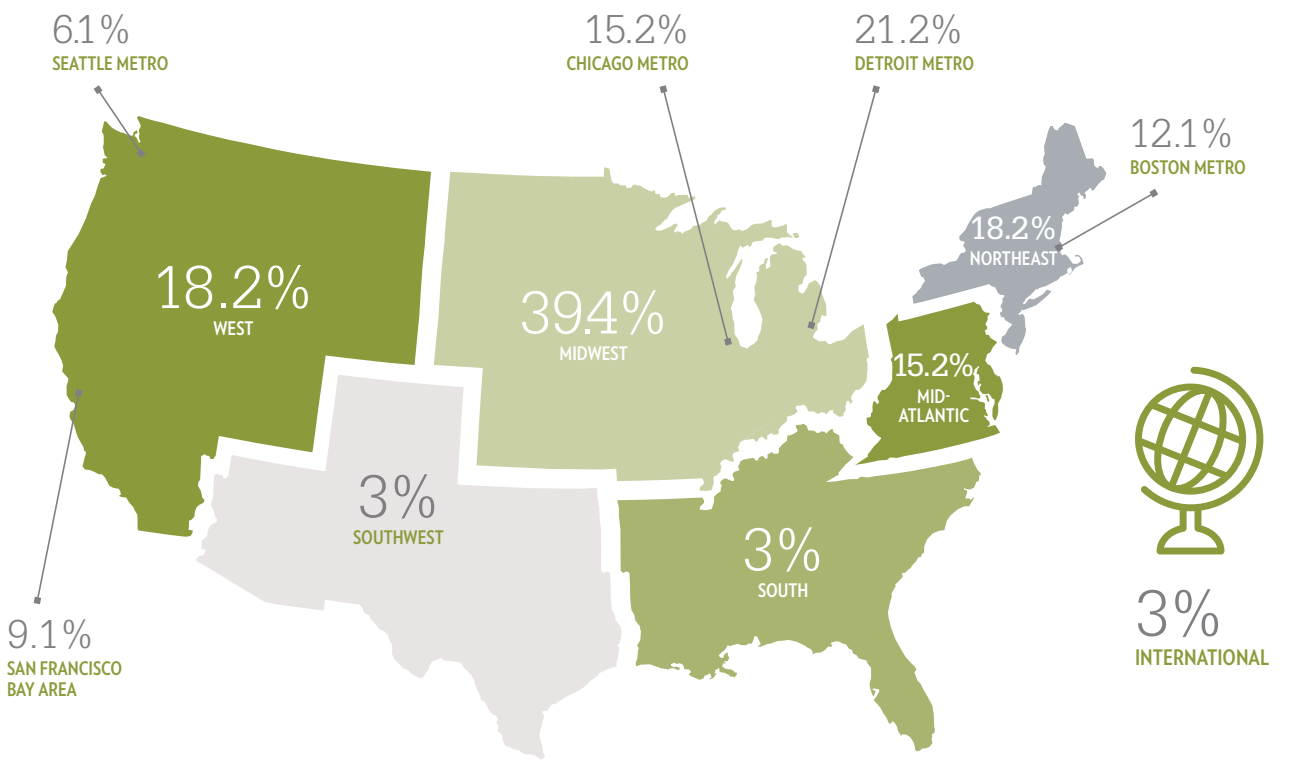 6.1%
SEATTLE METRO
15.2%
CHICAGO METRO
21.2%
DETROIT METRO
12.1%
BOSTON METRO
18.2%
NORTHEAST
18.2%
WEST
39.4%
MIDWEST
15.2%
MID-
ATLANTIC
3%
SOUTHWEST
3%
SOUTH
3%
INTERNATIONAL
9.1%
SAN FRANCISCO
BAY AREA